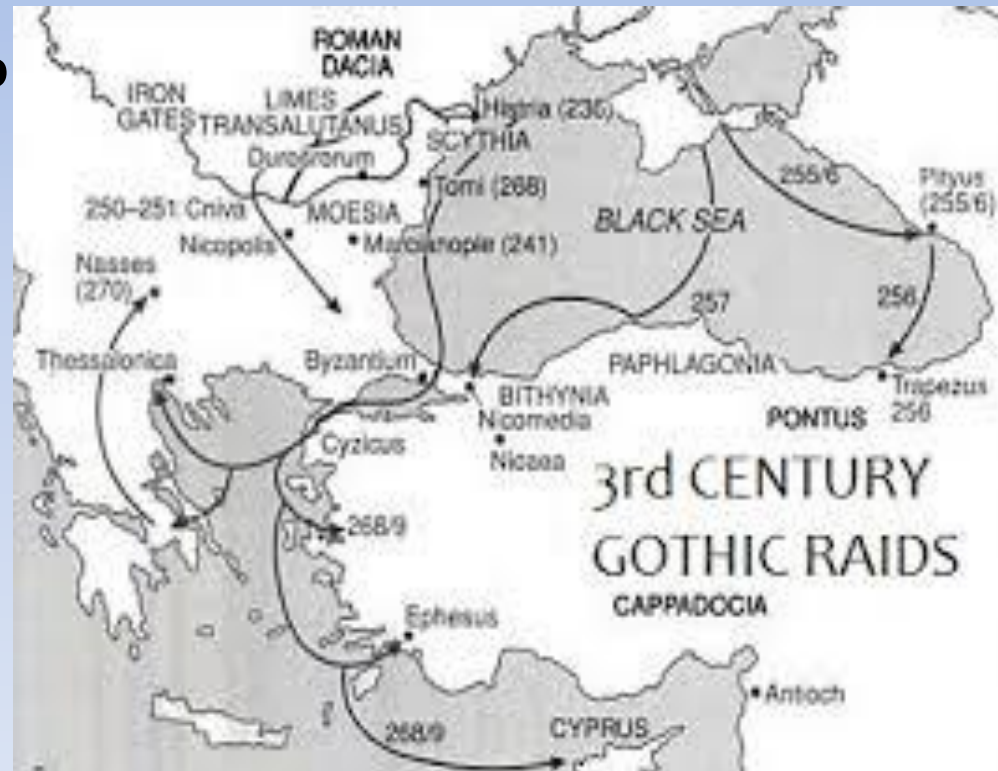 ROMAN
DACIA
IRON
GATES
LIMES
TRANSALUTANUS
Histria (236)
SCYTHIA
Durostorum
Tomi (268)
250–251 Cniva
MOESIA
Nicopolis
Marcianople (241)
BLACK SEA
255/6
Pityus
(255/6)
Nasses
(270)
257
256
Thessalonica
Byzantium
PAPHLAGONIA
BITHYNIA
Nicomedia
Trapezus
256
PONTUS
Cyzicus
Nicaea
3rd CENTURY
GOTHIC RAIDS
268/9
CAPPADOCIA
Ephesus
Antioch
268/9
CYPRUS